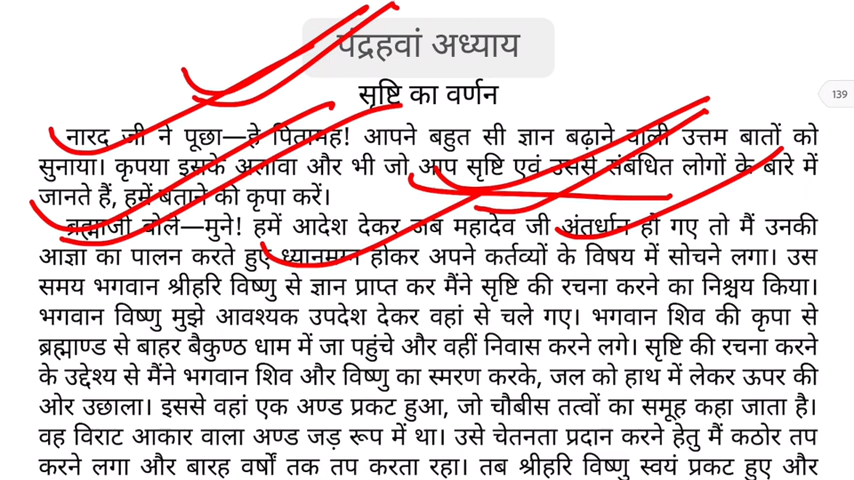 पंद्रहवां अध्याय
सृष्टि का वर्णन
139
नारद जी ने पूछा—हे पितामह! आपने बहुत सी ज्ञान बढ़ाने वाली उत्तम बातों को
सुनाया। कृपया इसके अलावा और भी जो आप सृष्टि एवं उससे संबंधित लोगों के बारे में
जानते हैं, हमें बताने की कृपा करें।
ब्रह्माजी बोले—मुने! हमें आदेश देकर जब महादेव जी अंतर्धान हो गए तो मैं उनकी
आज्ञा का पालन करते हुए ध्यानमग्न होकर अपने कर्तव्यों के विषय में सोचने लगा। उस
समय भगवान श्रीहरि विष्णु से ज्ञान प्राप्त कर मैंने सृष्टि की रचना करने का निश्चय किया।
भगवान विष्णु मुझे आवश्यक उपदेश देकर वहां से चले गए। भगवान शिव की कृपा से
ब्रह्माण्ड से बाहर बैकुण्ठ धाम में जा पहुंचे और वहीं निवास करने लगे। सृष्टि की रचना करने
के उद्देश्य से मैंने भगवान शिव और विष्णु का स्मरण करके, जल को हाथ में लेकर ऊपर की
ओर उछाला। इससे वहां एक अण्ड प्रकट हुआ, जो चौबीस तत्वों का समूह कहा जाता है।
वह विराट आकार वाला अण्ड जड़ रूप में था। उसे चेतनता प्रदान करने हेतु मैं कठोर तप
करने लगा और बारह वर्षों तक तप करता रहा। तब श्रीहरि विष्णु स्वयं प्रकट हुए और